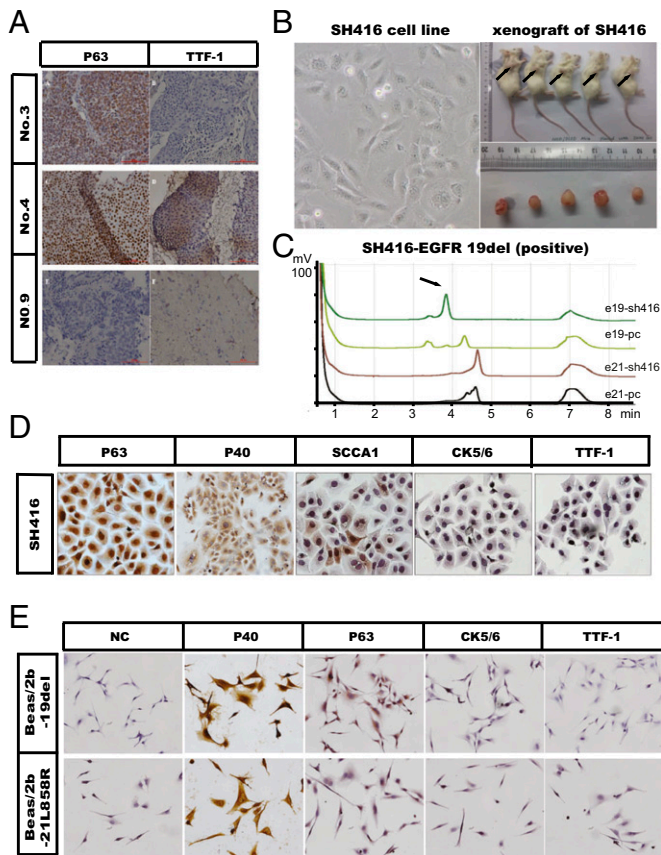 A
P63 TTF-1
No.3
No.4
N0 9
B
SH416 cell line xenograft of SH416
C
SH416-EGFR 19del (positive)
mV
100
e19-sh416
e19-pc
e21-sh416
e21-pc
1 2 3 4 5 6 7 8 min
D
P63 P40 SCCA1 CK5/6 TTF-1
SH416
E
NC P40 P63 CK5/6 TTF-1
Beas/2b
-19del
Beas/2b
-21L858R